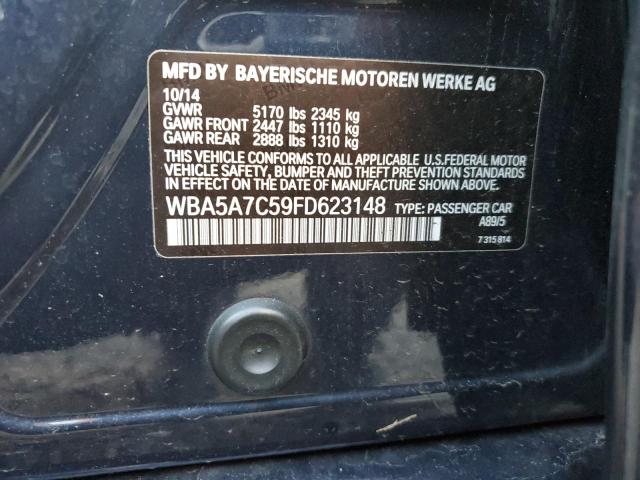 MFD BY BAYERISCHE MOTOREN WERKE AG
10/14
GVWR 5170 lbs 2345 kg
GAWR FRONT 2447 lbs 1110 kg
GAWR REAR 2888 lbs 1310 kg
THIS VEHICLE CONFORMS TO ALL APPLICABLE U.S.FEDERAL MOTOR
VEHICLE SAFETY, BUMPER AND THEFT PREVENTION STANDARDS
IN EFFECT ON THE DATE OF MANUFACTURE SHOWN ABOVE.
WBA5A7C59FD623148 TYPE: PASSENGER CAR
A89/5
7 315 814